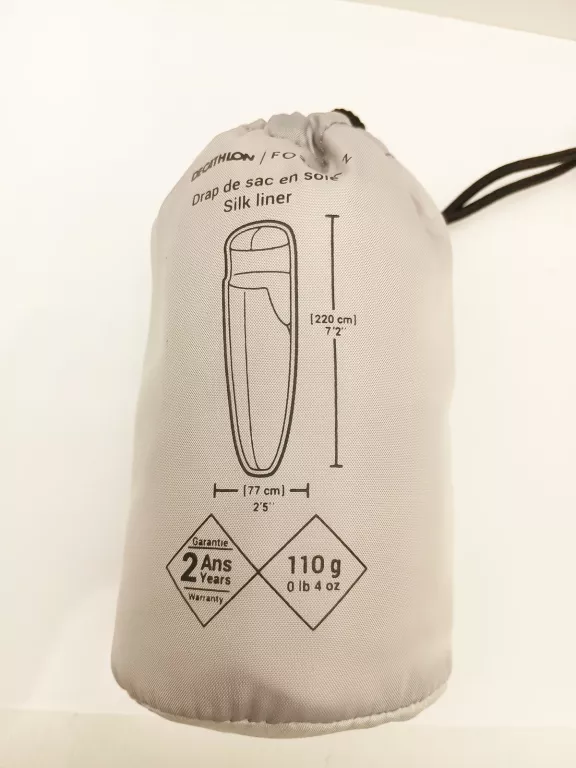 DECATHLON /
Drap de sac en soie
Silk liner
[220 cm]
7'2"
[77 cm]
2'5"
Garantie
2 Ans
Years
Warranty
110 g
0 lb 4 oz